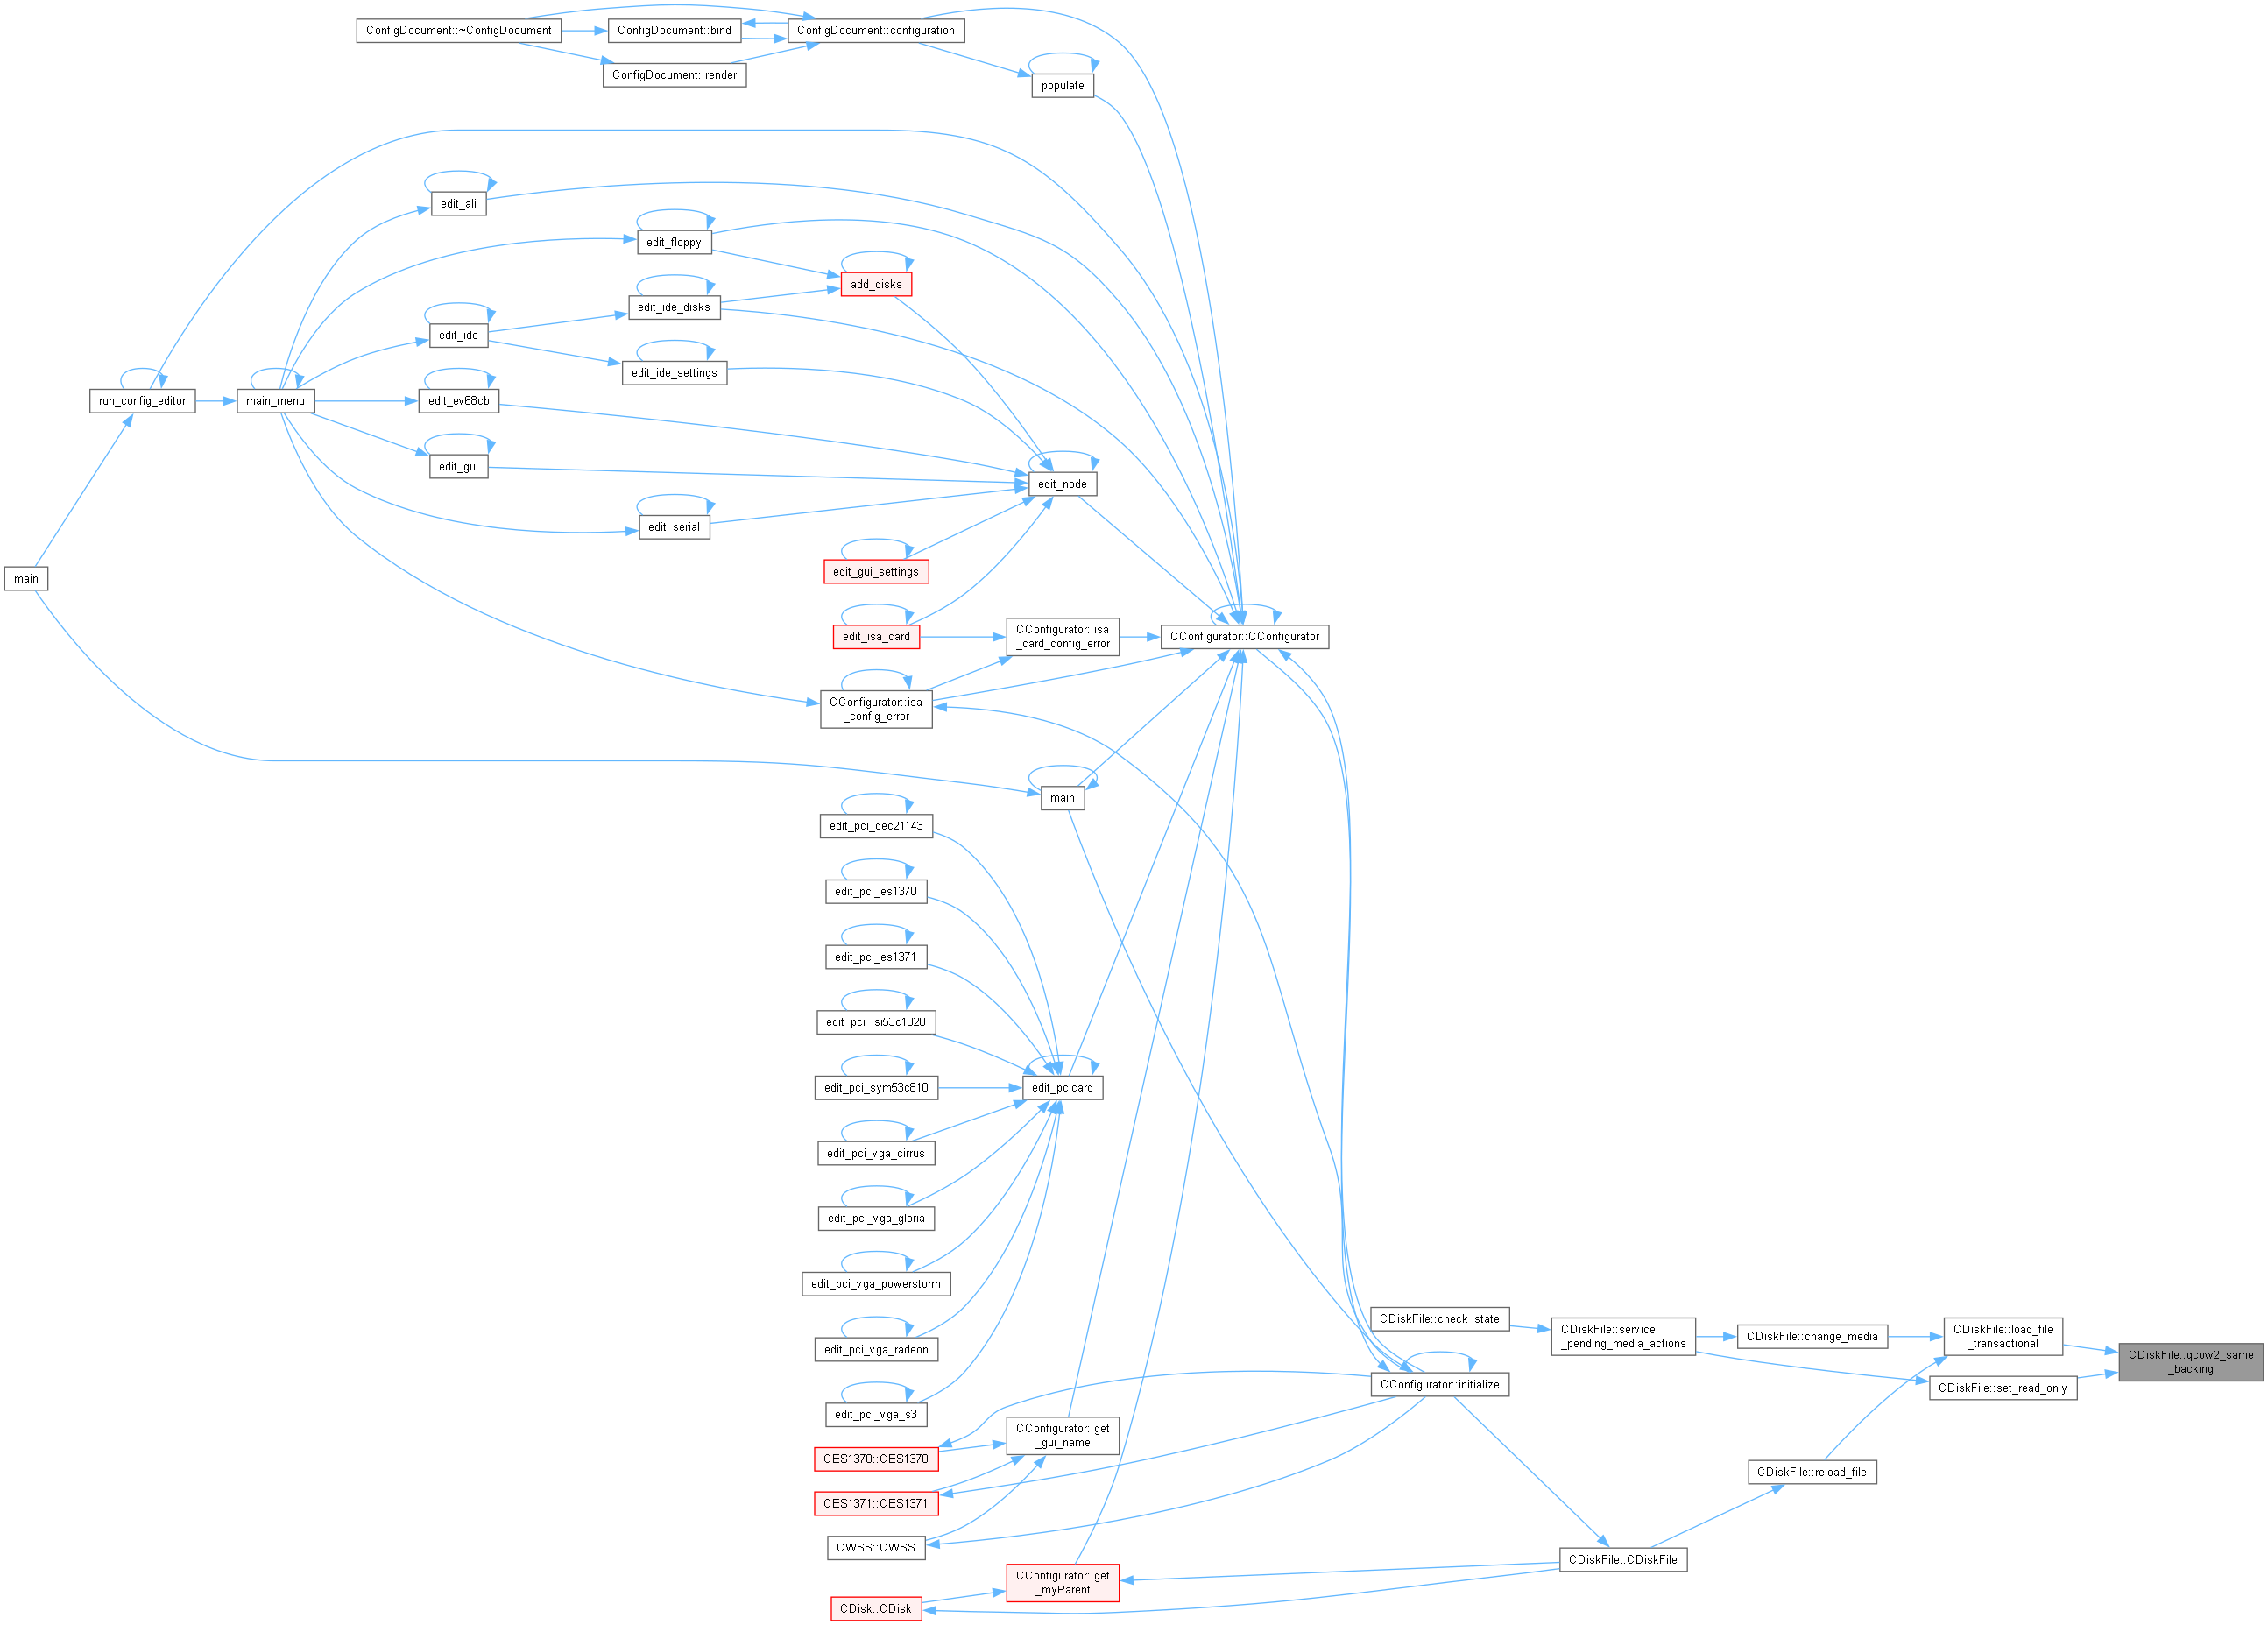 ConfigDocument::~ConfigDocument
ConfigDocument::bind
ConfigDocument::configuration
ConfigDocument::render
populate
edit_ali
edit_floppy
add_disks
edit_ide_disks
edit_ide
edit_ide_settings
run_config_editor
main_menu
edit_ev68cb
edit_gui
edit_node
edit_serial
main
edit_gui_settings
edit_isa_card
CConfigurator::isa
_card_config_error
CConfigurator::CConfigurator
CConfigurator::isa
_config_error
main
edit_pci_dec21143
edit_pci_es1370
edit_pci_es1371
edit_pci_lsi53c1020
edit_pci_sym53c810
edit_pcicard
edit_pci_vga_cirrus
edit_pci_vga_gloria
edit_pci_vga_powerstorm
edit_pci_vga_radeon
edit_pci_vga_s3
CDiskFile::check_state
CDiskFile::service
_pending_media_actions
CDiskFile::change_media
CDiskFile::load_file
_transactional
CDiskFile::qcow2_same
_backing
CConfigurator::initialize
CDiskFile::set_read_only
CConfigurator::get
_gui_name
CES1370::CES1370
CDiskFile::reload_file
CES1371::CES1371
CWSS::CWSS
CDiskFile::CDiskFile
CConfigurator::get
_myParent
CDisk::CDisk